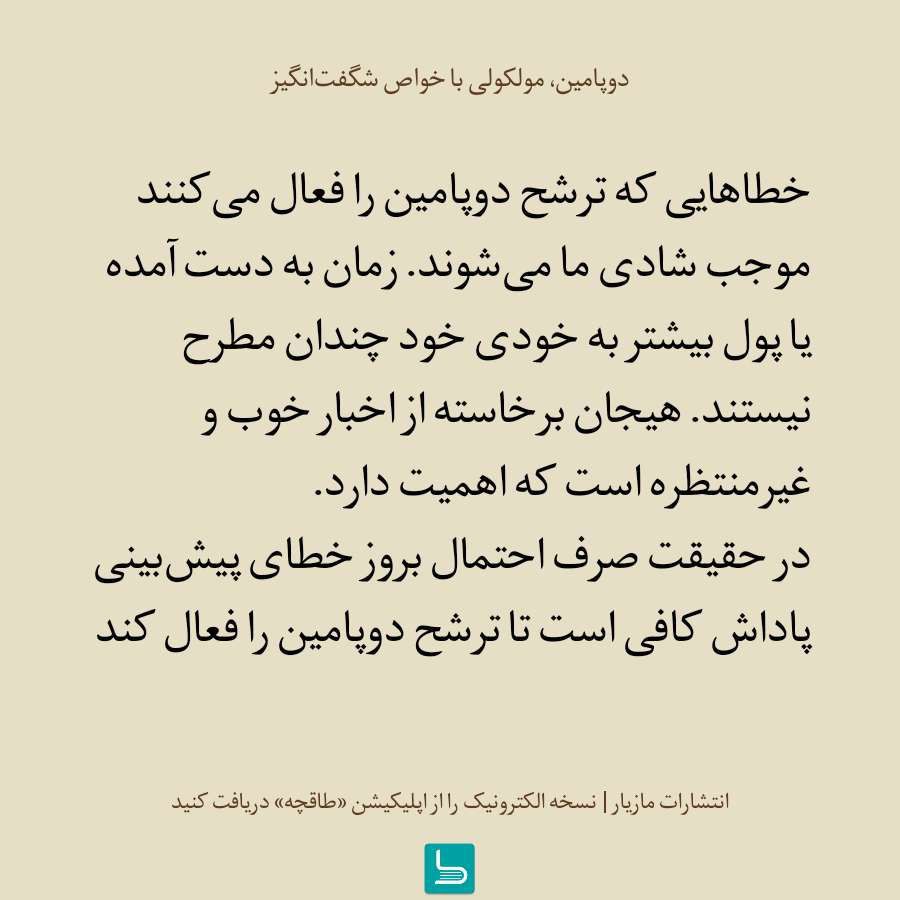 دوپامین، مولکولی با خواص شگفت‌انگیز
خطاهایی که ترشح دوپامین را فعال می‌کنند
موجب شادی ما می‌شوند. زمان به دست آمده
یا پول بیشتر به خودی خود چندان مطرح
نیستند. هیجان برخاسته از اخبار خوب و
غیرمنتظره است که اهمیت دارد.
در حقیقت صرف احتمال بروز خطای پیش‌بینی
پاداش کافی است تا ترشح دوپامین را فعال کند
انتشارات مازیار | نسخه الکترونیک را از اپلیکیشن «طاقچه» دریافت کنید